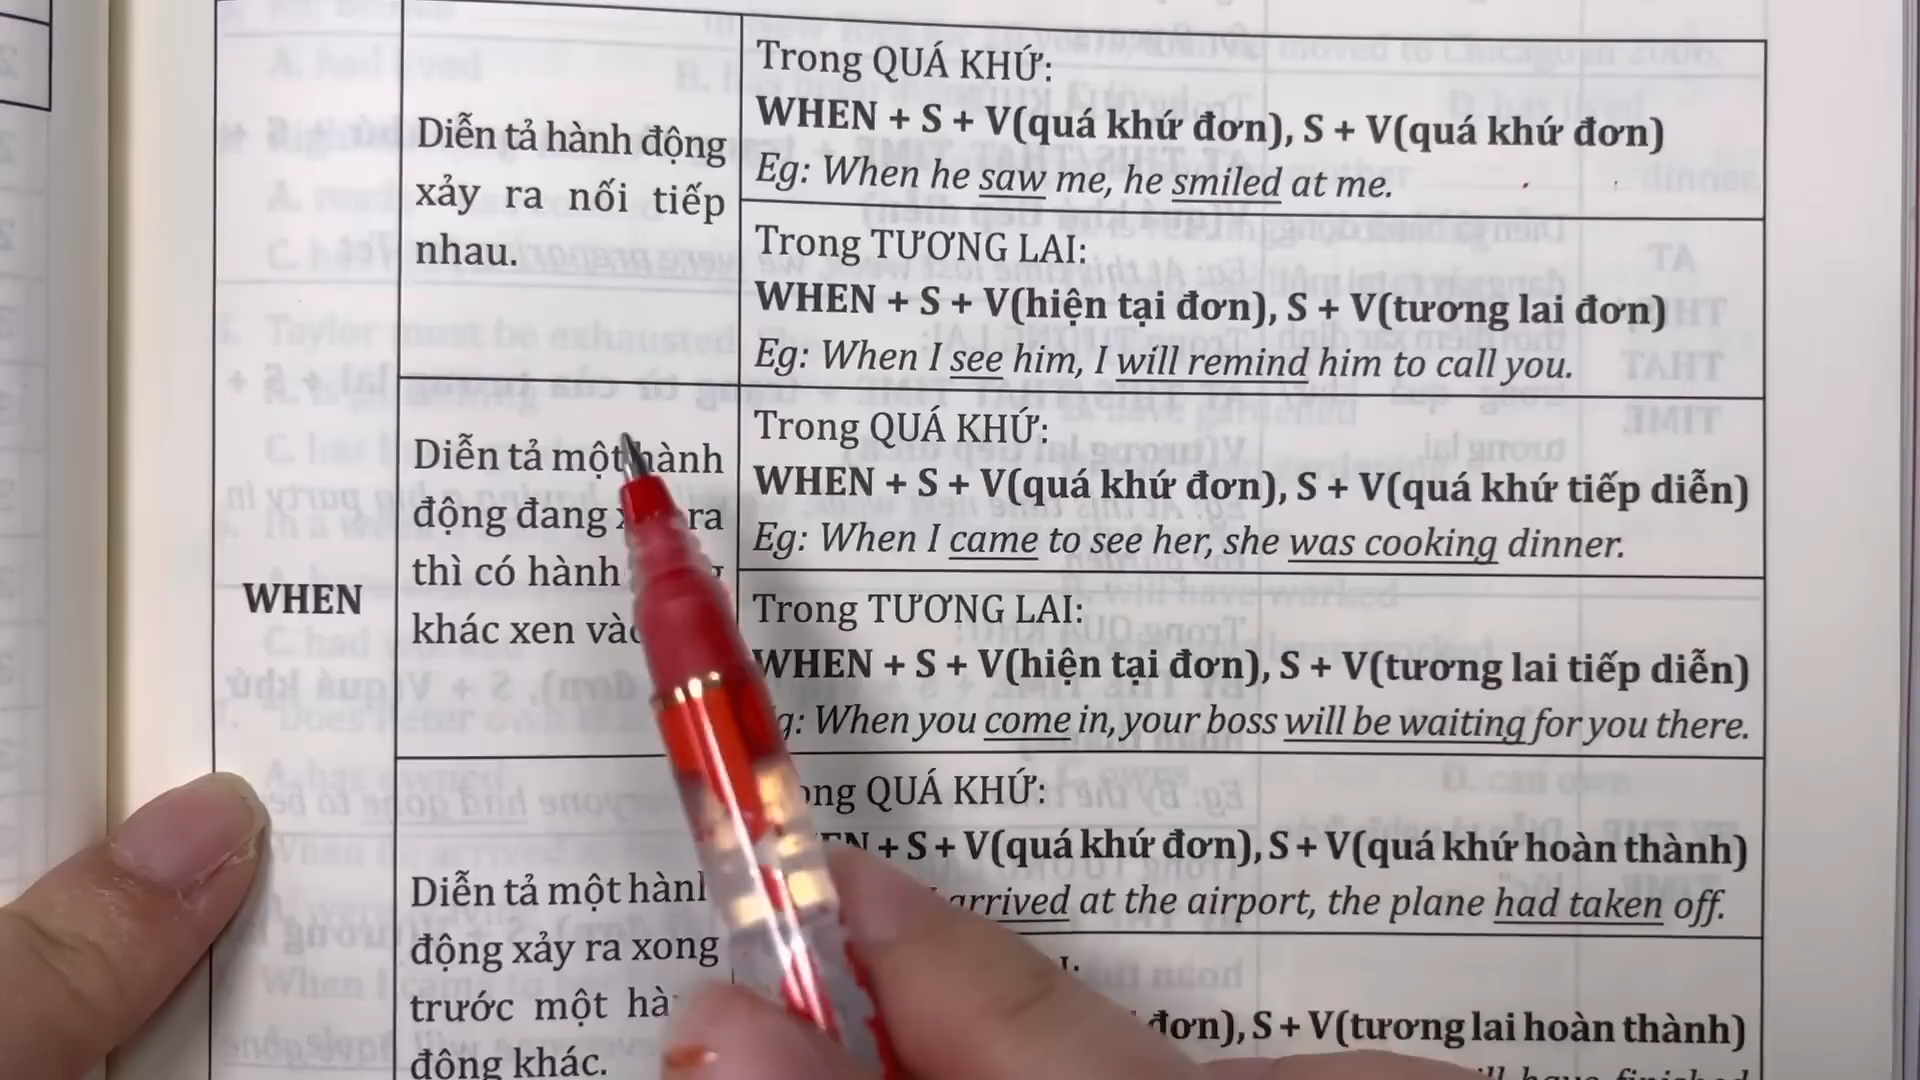 WHEN
Diễn tả hành động
xảy ra nối tiếp
nhau.
Trong QUÁ KHỨ:
WHEN + S + V(quá khứ đơn), S + V(quá khứ đơn)
Eg: When he saw me, he smiled at me.
Trong TƯƠNG LAI:
WHEN + S + V(hiện tại đơn), S + V(tương lai đơn)
Eg: When I see him, I will remind him to call you.
Diễn tả một hành
động đang ra
thì có hành
khác xen
Trong QUÁ KHỨ:
WHEN + S + V(quá khứ đơn), S + V(quá khứ tiếp diễn)
Eg: When I came to see her, she was cooking dinner.
Trong TƯƠNG LAI:
WHEN + S + V(hiện tại đơn), S + V(tương lai tiếp diễn)
When you come in, your boss will be waiting for you there.
Diễn tả một
động xảy ra xong
trước một
động khác.
QUÁ KHỨ:
+ S + V(quá khứ đơn), S + V(quá khứ hoàn thành)
arrived at the airport, the plane had taken off.
đơn), S + V(tương lai hoàn thành)